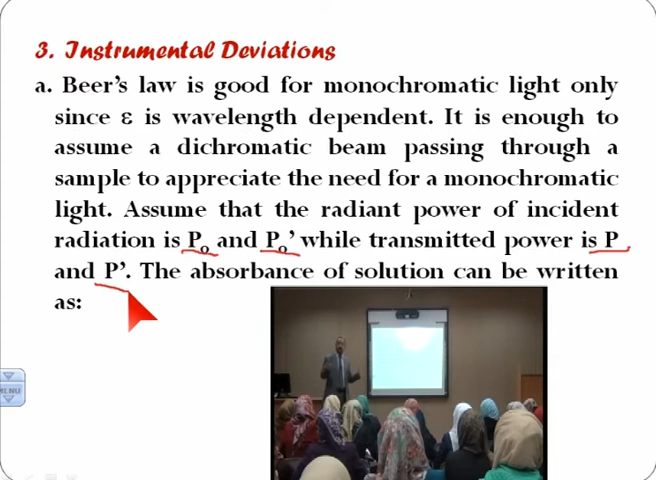 3. Instrumental Deviations
a. Beer's law is good for monochromatic light only
since ε is wavelength dependent. It is enough to
assume a dichromatic beam passing through a
sample to appreciate the need for a monochromatic
light. Assume that the radiant power of incident
radiation is Pₒ and Pₒ' while transmitted power is P
and P'. The absorbance of solution can be written
as:
MENU